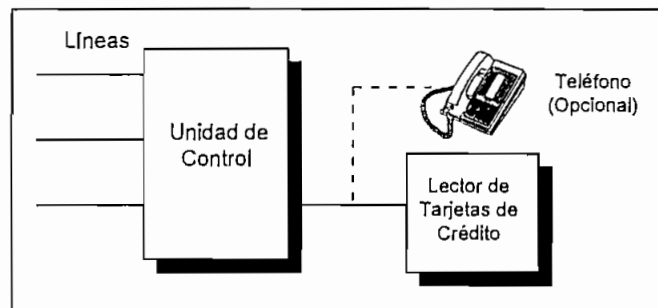 Líneas
Unidad de
Control
Teléfono
(Opcional)
Lector de
Tarjetas de
Crédito